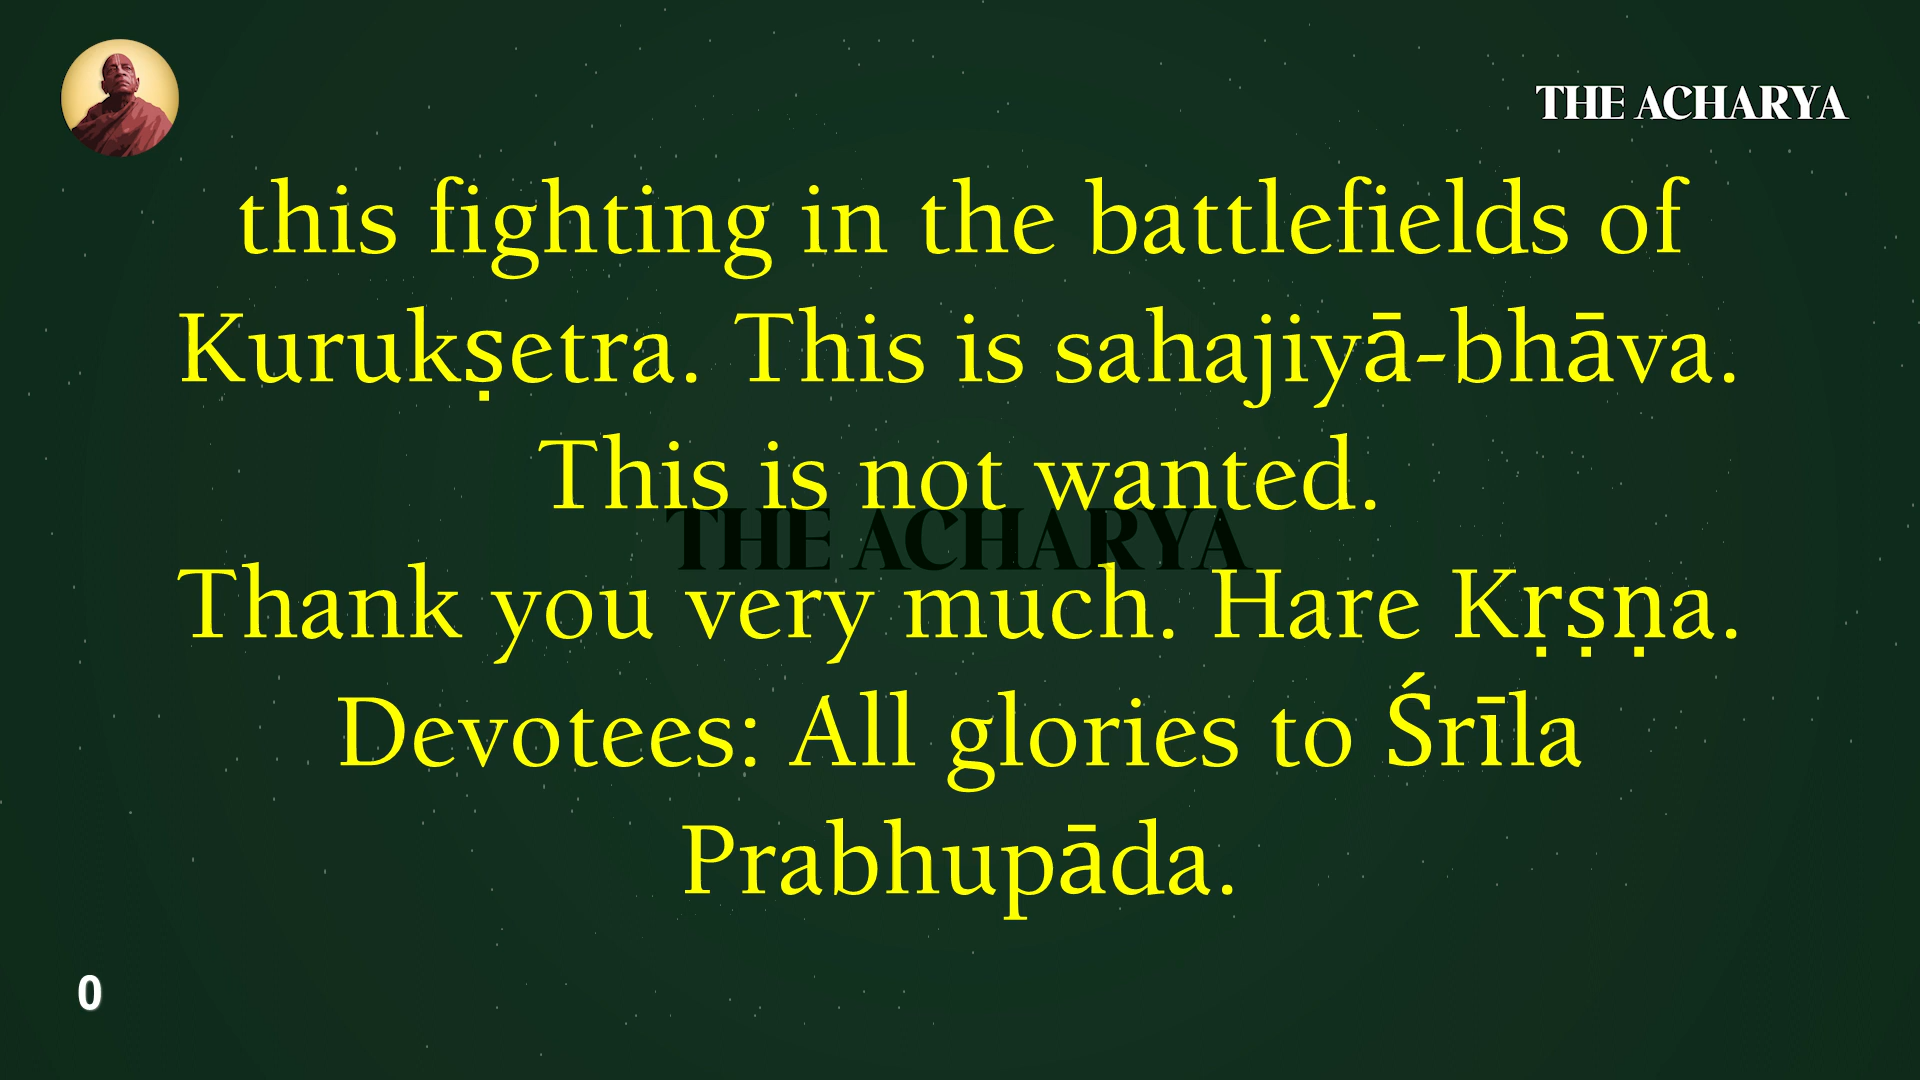 THE ACHARYA
this fighting in the battlefields of
Kurukṣetra. This is sahajiyā-bhāva.
This is not wanted.
THE ACHARYA
Thank you very much. Hare Kṛṣṇa.
Devotees: All glories to Śrīla
Prabhupāda.
0